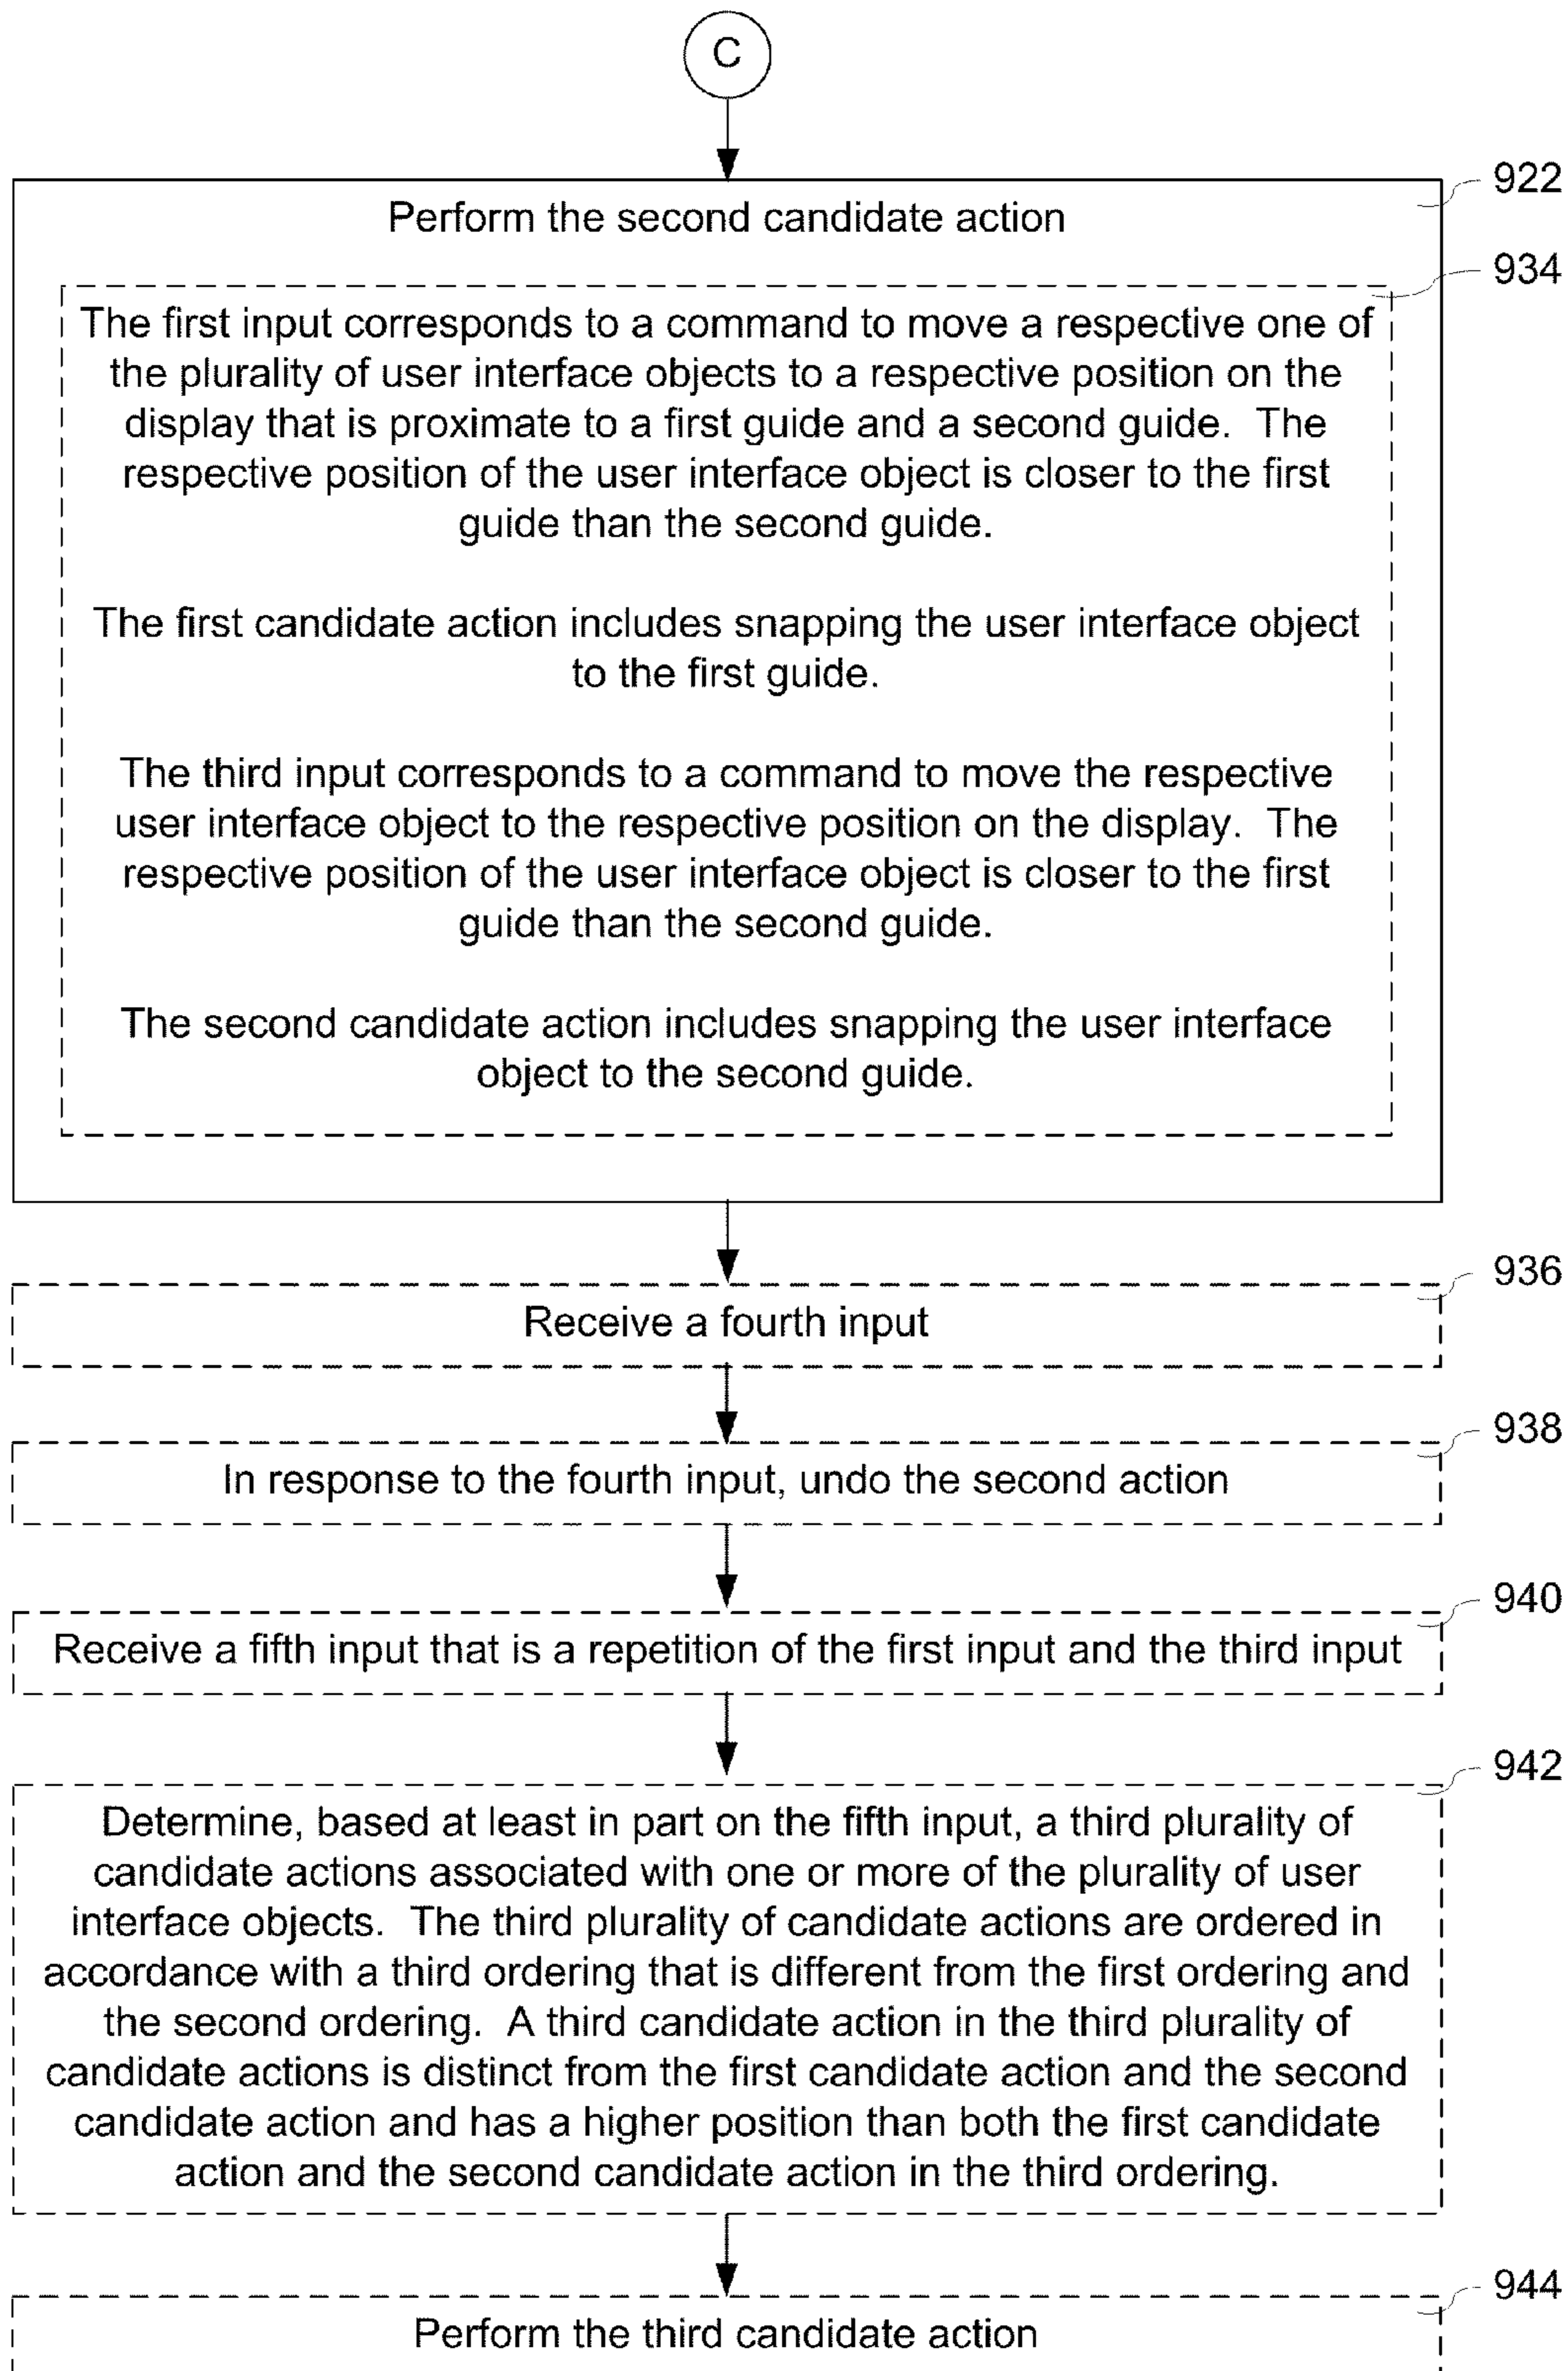 C
922
Perform the second candidate action
934
The first input corresponds to a command to move a respective one of
the plurality of user interface objects to a respective position on the
display that is proximate to a first guide and a second guide. The
respective position of the user interface object is closer to the first
guide than the second guide.
The first candidate action includes snapping the user interface object
to the first guide.
The third input corresponds to a command to move the respective
user interface object to the respective position on the display. The
respective position of the user interface object is closer to the first
guide than the second guide.
The second candidate action includes snapping the user interface
object to the second guide.
936
Receive a fourth input
938
In response to the fourth input, undo the second action
940
Receive a fifth input that is a repetition of the first input and the third input
942
Determine, based at least in part on the fifth input, a third plurality of
candidate actions associated with one or more of the plurality of user
interface objects. The third plurality of candidate actions are ordered in
accordance with a third ordering that is different from the first ordering and
the second ordering. A third candidate action in the third plurality of
candidate actions is distinct from the first candidate action and the second
candidate action and has a higher position than both the first candidate
action and the second candidate action in the third ordering.
944
Perform the third candidate action